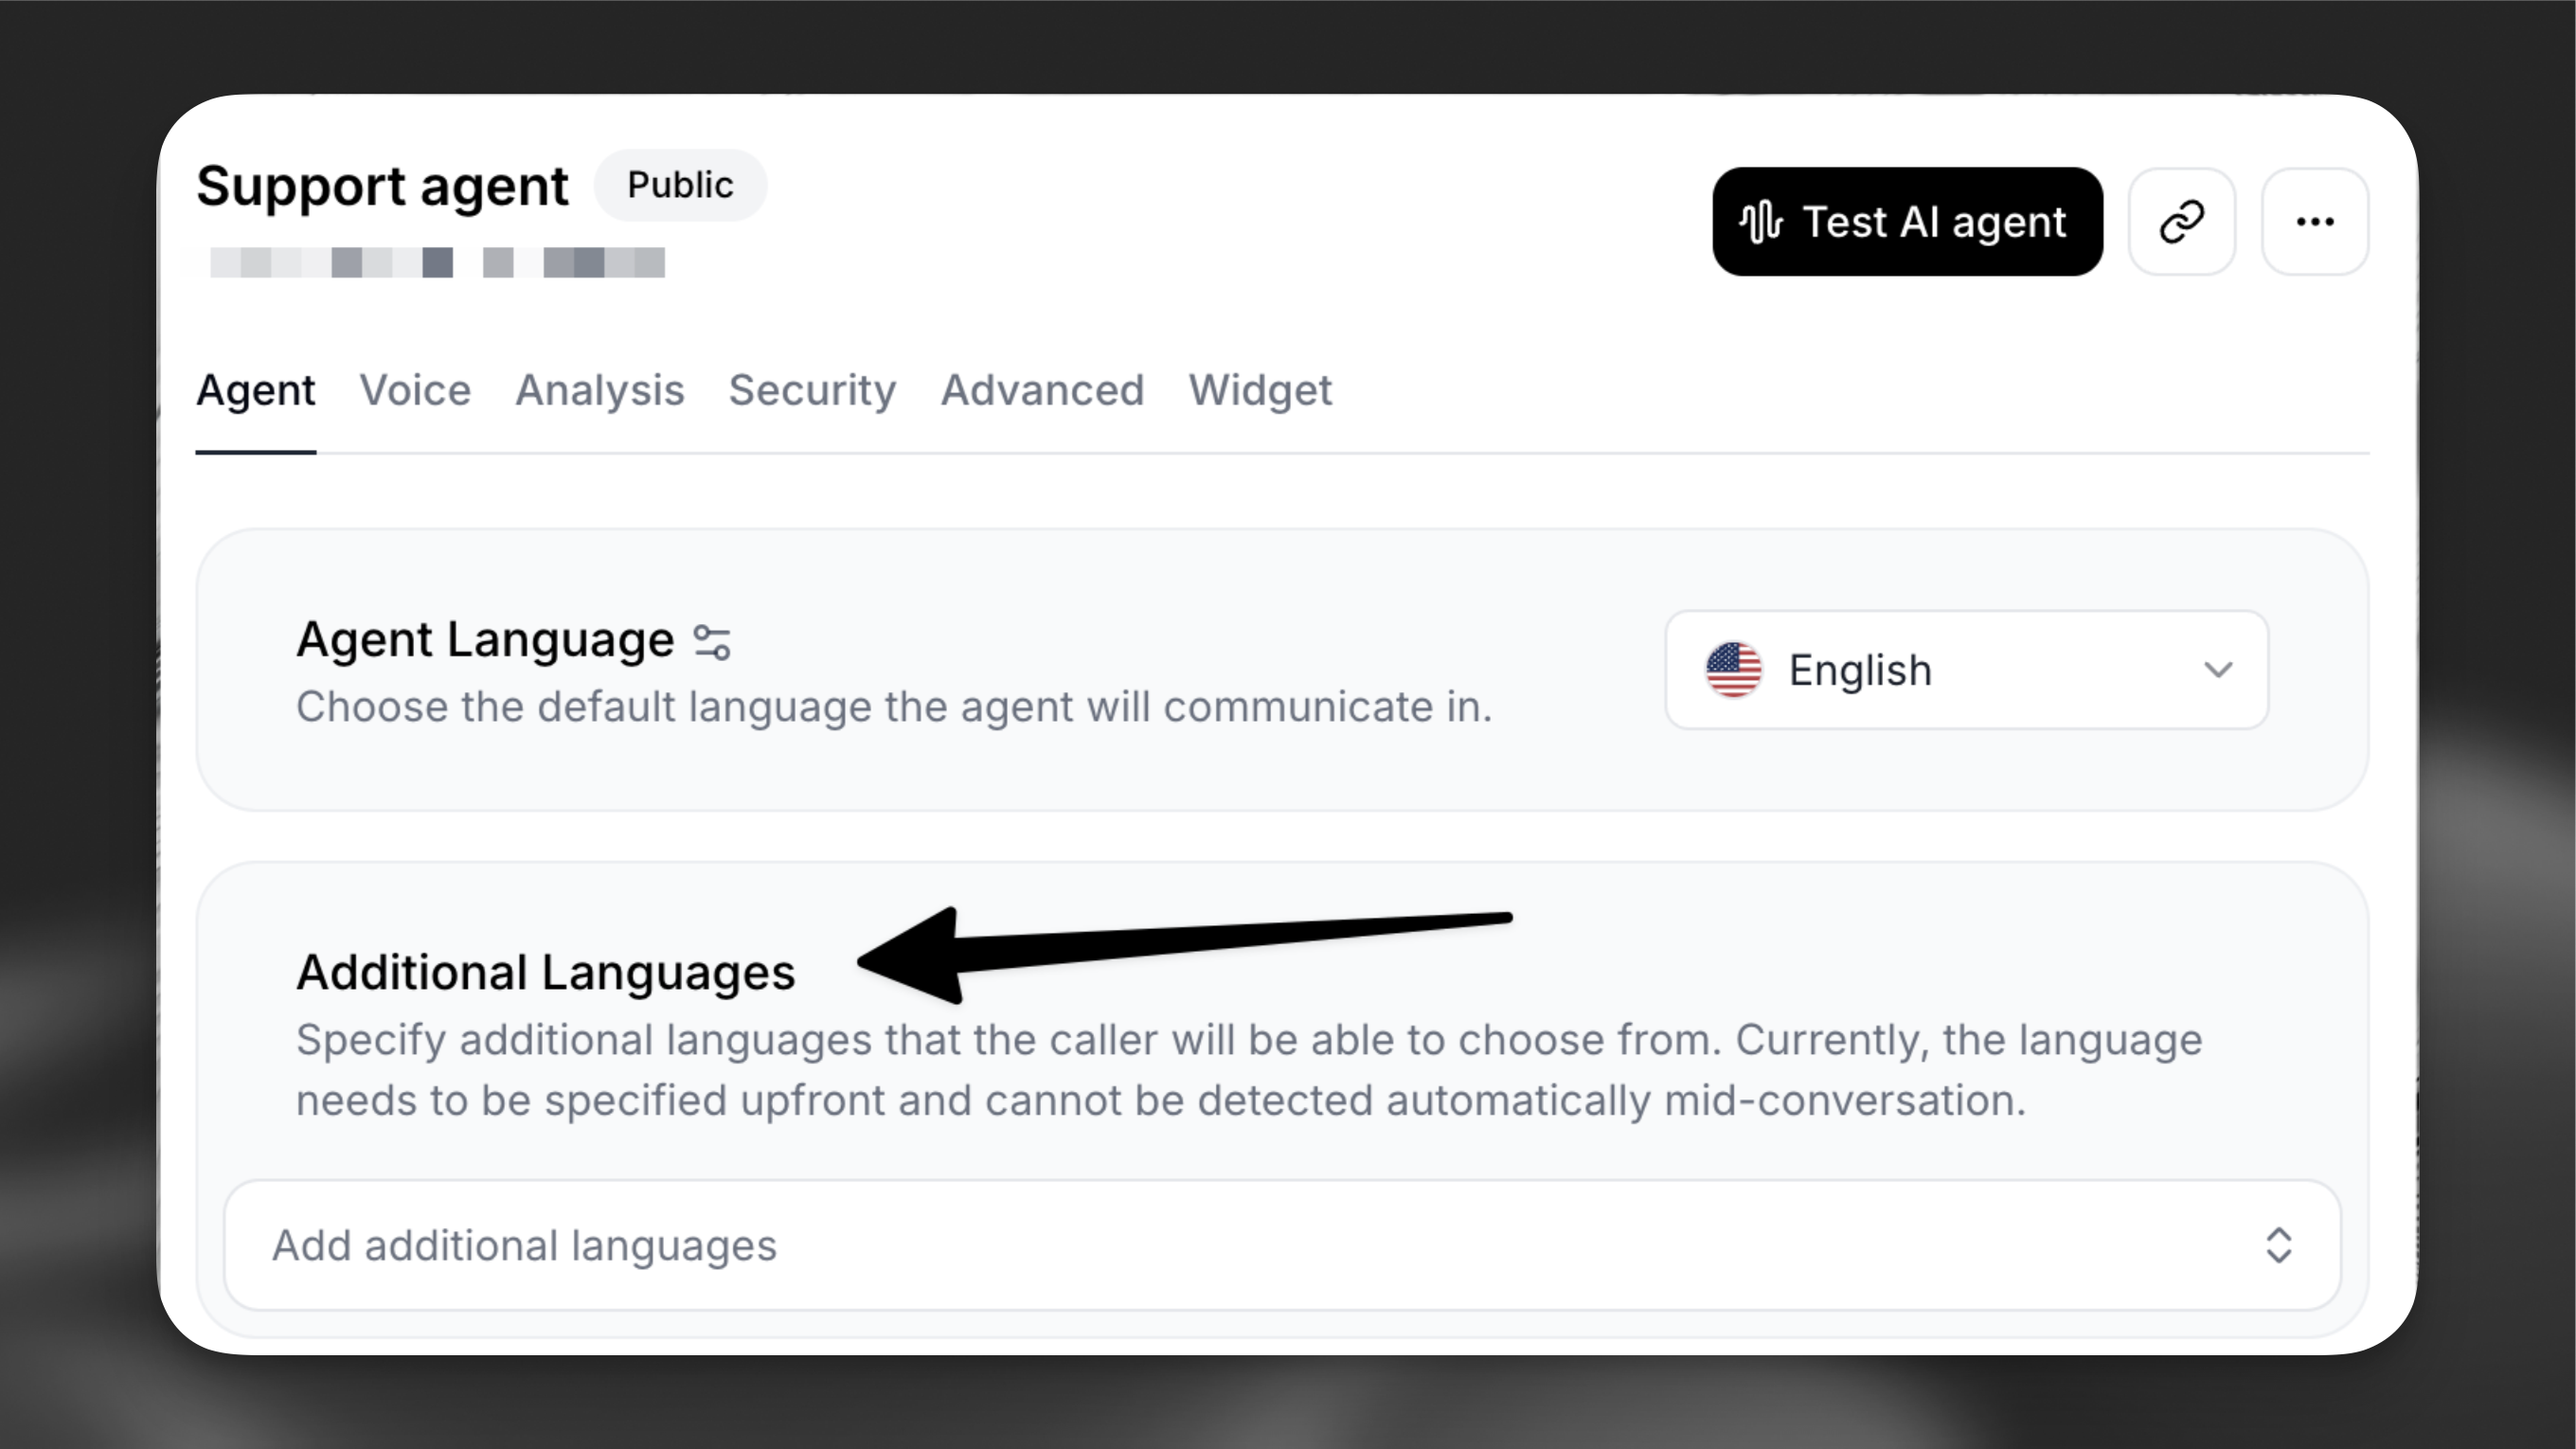 Support agent
Public
Test AI agent
Agent
Voice
Analysis
Security
Advanced
Widget
Agent Language
Choose the default language the agent will communicate in.
English
Additional Languages
Specify additional languages that the caller will be able to choose from. Currently, the language
needs to be specified upfront and cannot be detected automatically mid-conversation.
Add additional languages